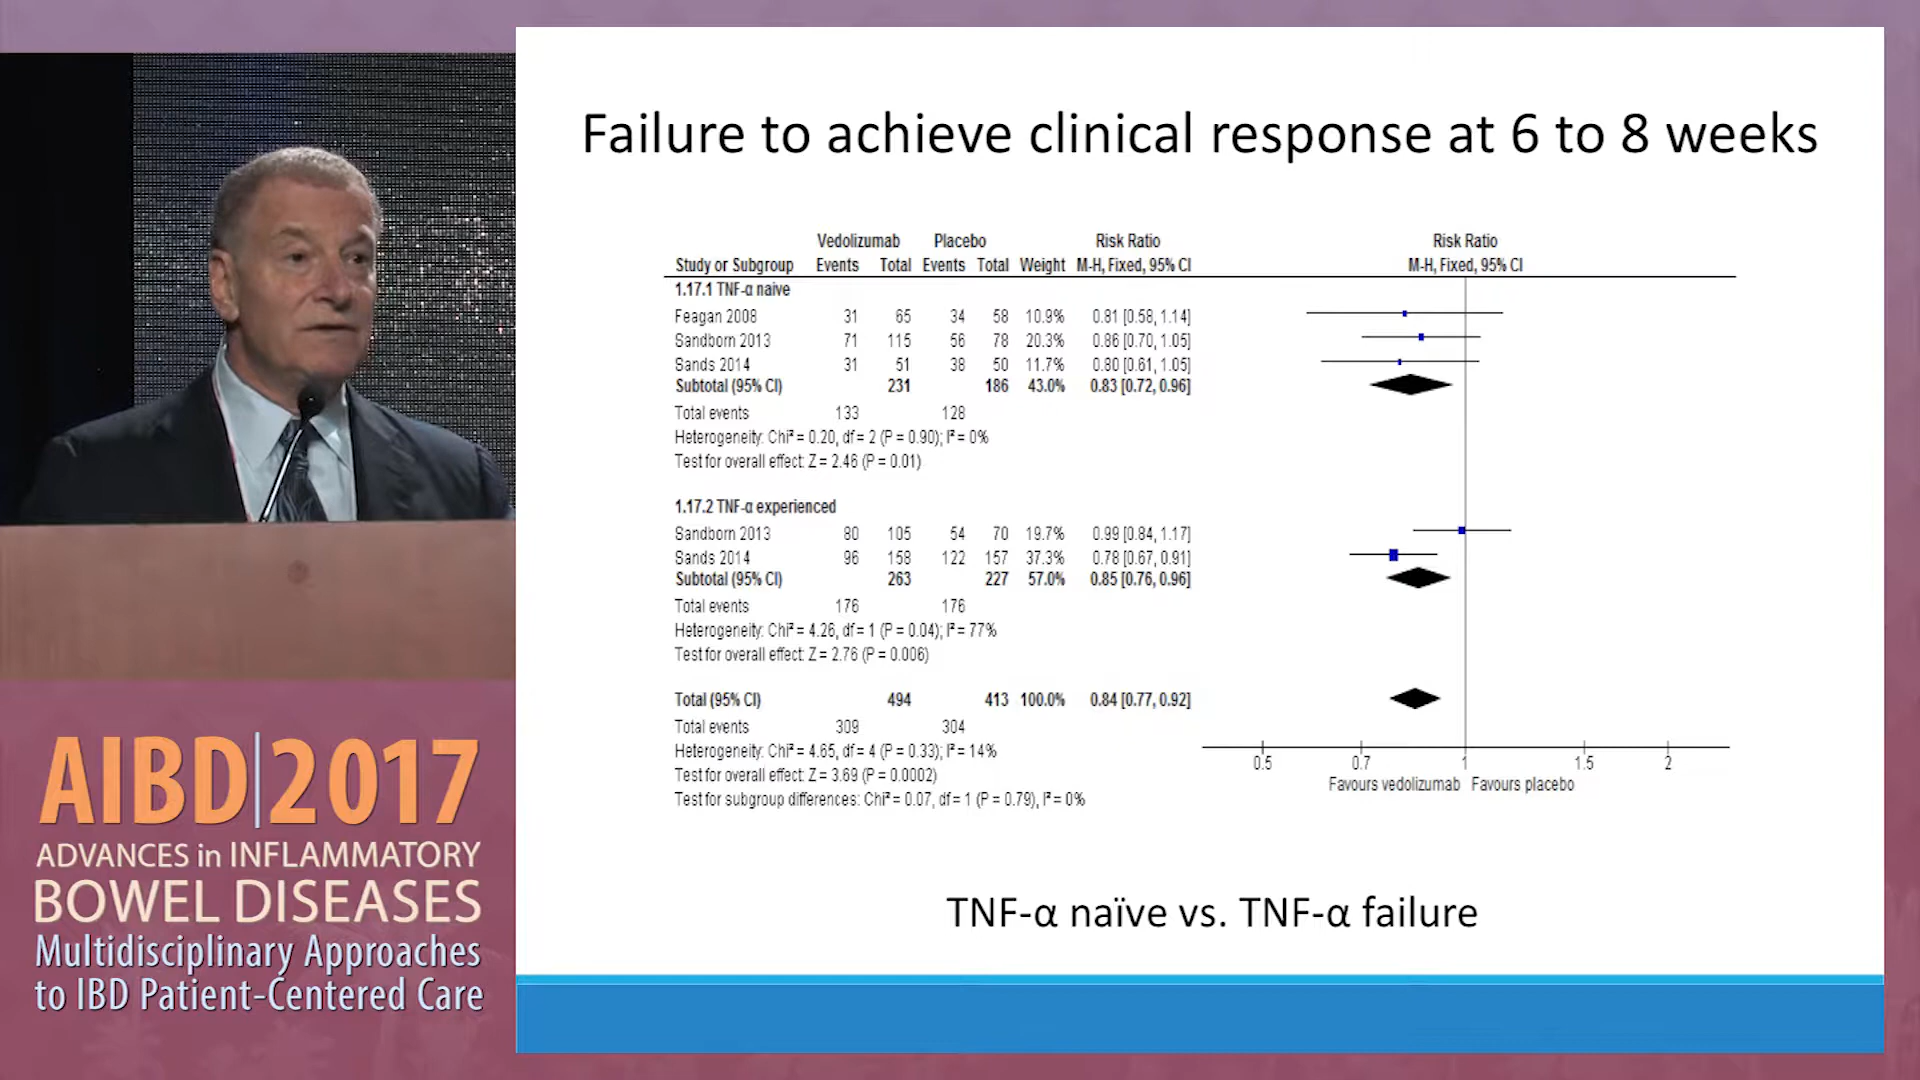 Failure to achieve clinical response at 6 to 8 weeks
Vedolizumab Placebo Risk Ratio Risk Ratio
Study or Subgroup Events Total Events Total Weight M-H, Fixed, 95% CI M-H, Fixed, 95% CI
1.17.1 TNF-α naive
Feagan 2008 31 65 34 58 10.9% 0.81 [0.58, 1.14]
Sandborn 2013 71 115 56 78 20.3% 0.86 [0.70, 1.05]
Sands 2014 31 51 38 50 11.7% 0.80 [0.61, 1.05]
Subtotal (95% CI) 231 186 43.0% 0.83 [0.72, 0.96]
Total events 133 128
Heterogeneity: Chi² = 0.20, df = 2 (P = 0.90); I² = 0%
Test for overall effect: Z = 2.46 (P = 0.01)
1.17.2 TNF-α experienced
Sandborn 2013 80 105 54 70 19.7% 0.99 [0.84, 1.17]
Sands 2014 96 158 122 157 37.3% 0.78 [0.67, 0.91]
Subtotal (95% CI) 263 227 57.0% 0.85 [0.76, 0.96]
Total events 176 176
Heterogeneity: Chi² = 4.26, df = 1 (P = 0.04); I² = 77%
Test for overall effect: Z = 2.76 (P = 0.006)
Total (95% CI) 494 413 100.0% 0.84 [0.77, 0.92]
Total events 309 304
Heterogeneity: Chi² = 4.65, df = 4 (P = 0.33); I² = 14%
Test for overall effect: Z = 3.69 (P = 0.0002)
Test for subgroup differences: Chi² = 0.07, df = 1 (P = 0.79), I² = 0%
0.5 0.7 1 1.5 2
Favours vedolizumab Favours placebo
TNF-α naïve vs. TNF-α failure
AIBD|2017
ADVANCES in INFLAMMATORY
BOWEL DISEASES
Multidisciplinary Approaches
to IBD Patient-Centered Care